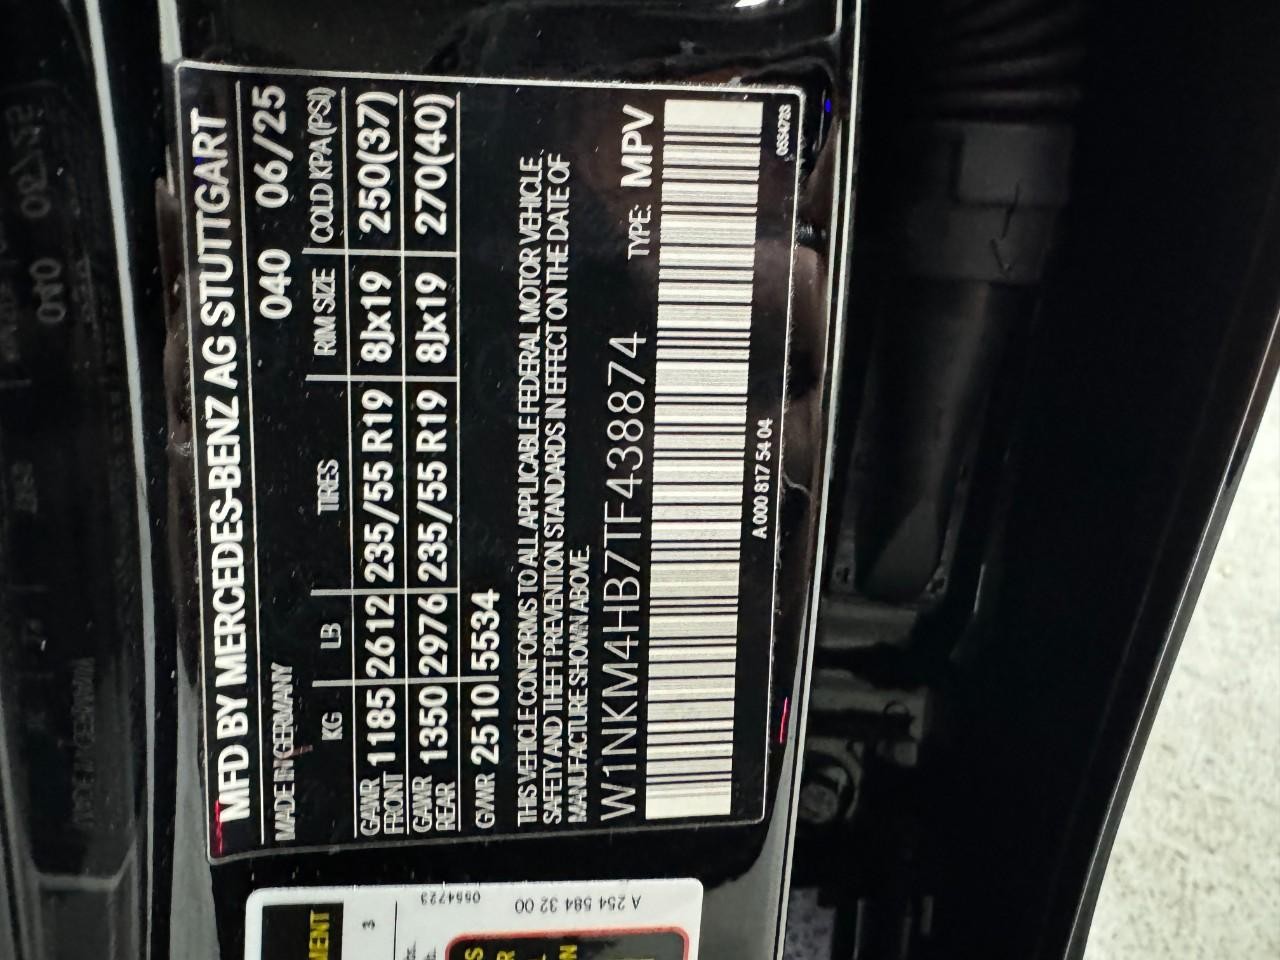 MFD BY MERCEDES-BENZ AG STUTTGART
MADE IN GERMANY 040 06/25
KG LB TIRES RIM SIZE COLD KPA (PSI)
GAWR FRONT 1185 2612 235/55 R19 8Jx19 250(37)
GAWR REAR 1350 2976 235/55 R19 8Jx19 270(40)
GVWR 2510 5534
THIS VEHICLE CONFORMS TO ALL APPLICABLE FEDERAL MOTOR VEHICLE
SAFETY AND THEFT PREVENTION STANDARDS IN EFFECT ON THE DATE OF
MANUFACTURE SHOWN ABOVE.
W1NKM4HB7TF438874 TYPE: MPV
A 000 817 54 04
0554723
A 254 584 32 00
0554723
3